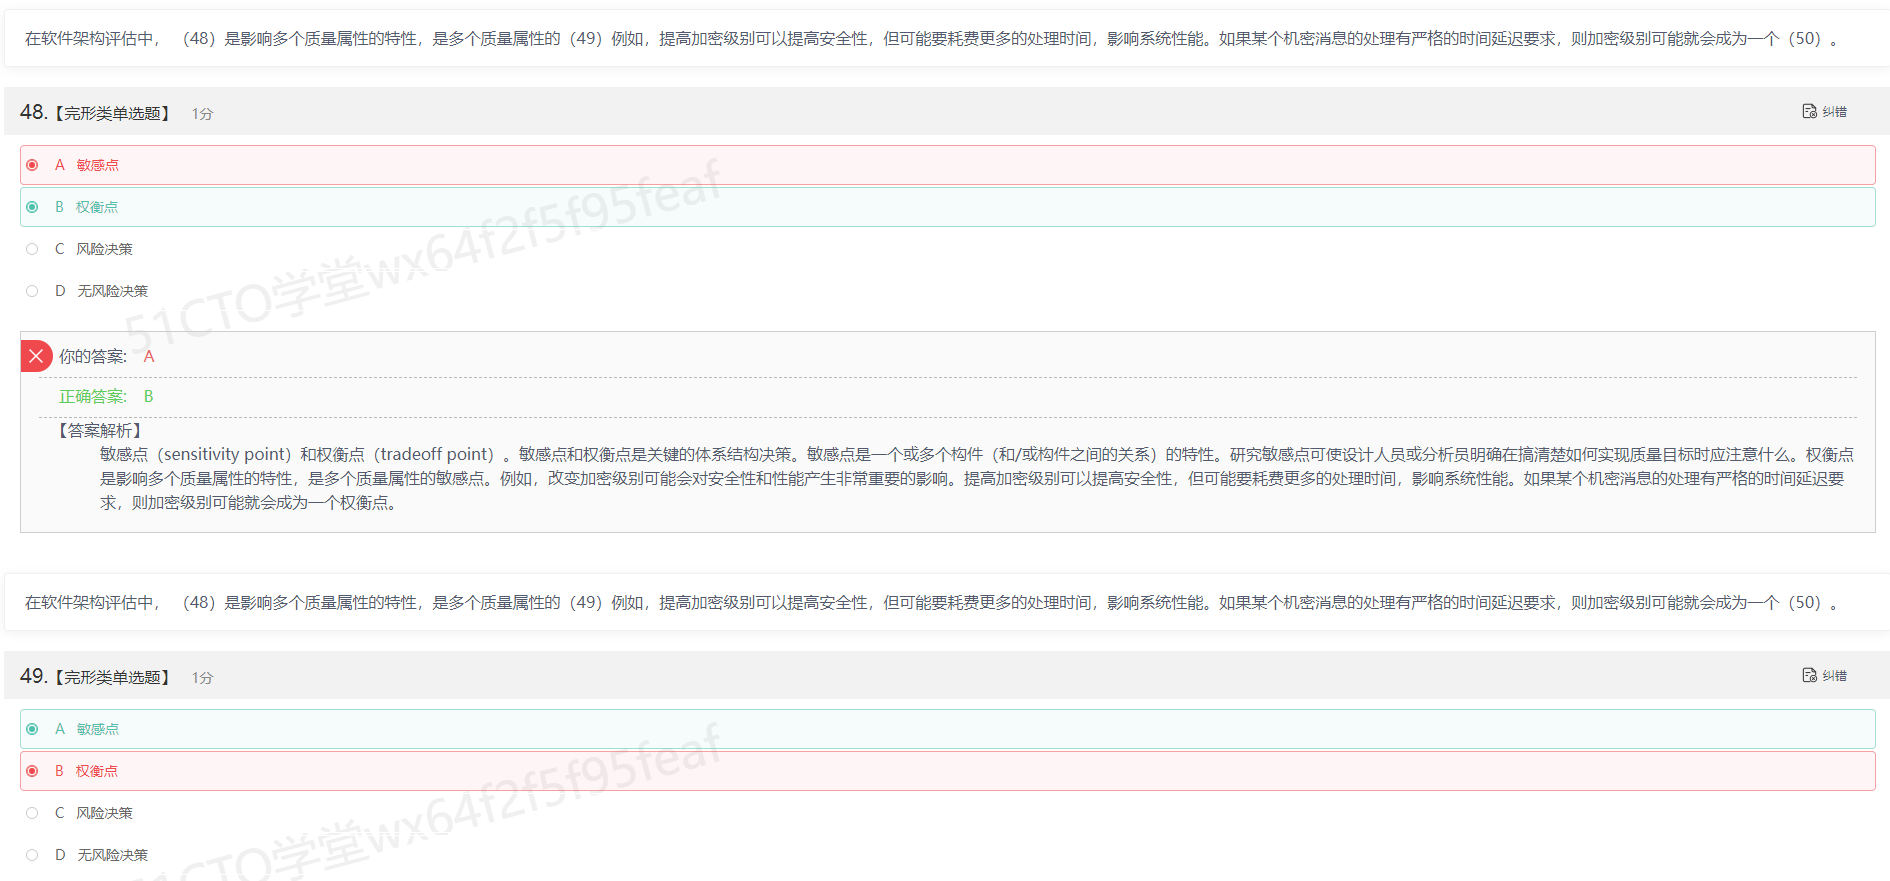 在软件架构评估中， （48）是影响多个质量属性的特性，是多个质量属性的（49）例如，提高加密级别可以提高安全性，但可能要耗费更多的处理时间，影响系统性能。如果某个机密消息的处理有严格的时间延迟要求，则加密级别可能就会成为一个（50）。
48.【完形类单选题】 1分 纠错
A 敏感点
B 权衡点
C 风险决策
D 无风险决策
51CTO学堂wx64f2f5f95feaf
你的答案: A
正确答案: B
【答案解析】
敏感点（sensitivity point）和权衡点（tradeoff point）。敏感点和权衡点是关键的体系结构决策。敏感点是一个或多个构件（和/或构件之间的关系）的特性。研究敏感点可使设计人员或分析员明确在搞清楚如何实现质量目标时应注意什么。权衡点
是影响多个质量属性的特性，是多个质量属性的敏感点。例如，改变加密级别可能会对安全性和性能产生非常重要的影响。提高加密级别可以提高安全性，但可能要耗费更多的处理时间，影响系统性能。如果某个机密消息的处理有严格的时间延迟要
求，则加密级别可能就会成为一个权衡点。
在软件架构评估中， （48）是影响多个质量属性的特性，是多个质量属性的（49）例如，提高加密级别可以提高安全性，但可能要耗费更多的处理时间，影响系统性能。如果某个机密消息的处理有严格的时间延迟要求，则加密级别可能就会成为一个（50）。
49.【完形类单选题】 1分 纠错
A 敏感点
B 权衡点
C 风险决策
D 无风险决策
51CTO学堂wx64f2f5f95feaf